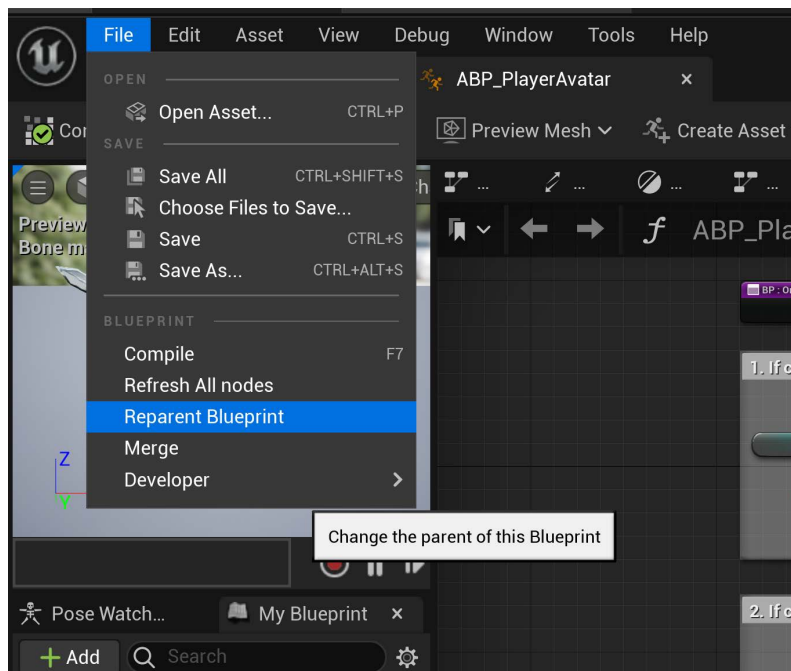 File Edit Asset View Debug Window Tools Help
OPEN
ABP_PlayerAvatar ×
Open Asset... CTRL+P
Preview Mesh
Create Asset
SAVE
Save All CTRL+SHIFT+S
... ... ... ...
Choose Files to Save...
Preview
Save CTRL+S
Bone
Save As... CTRL+ALT+S
BLUEPRINT
BP : 
Compile F7
1. If
Refresh All nodes
Reparent Blueprint
Merge
Z
Developer
Y
Change the parent of this Blueprint
Pose Watch...
My Blueprint ×
2. If
+ Add
Search